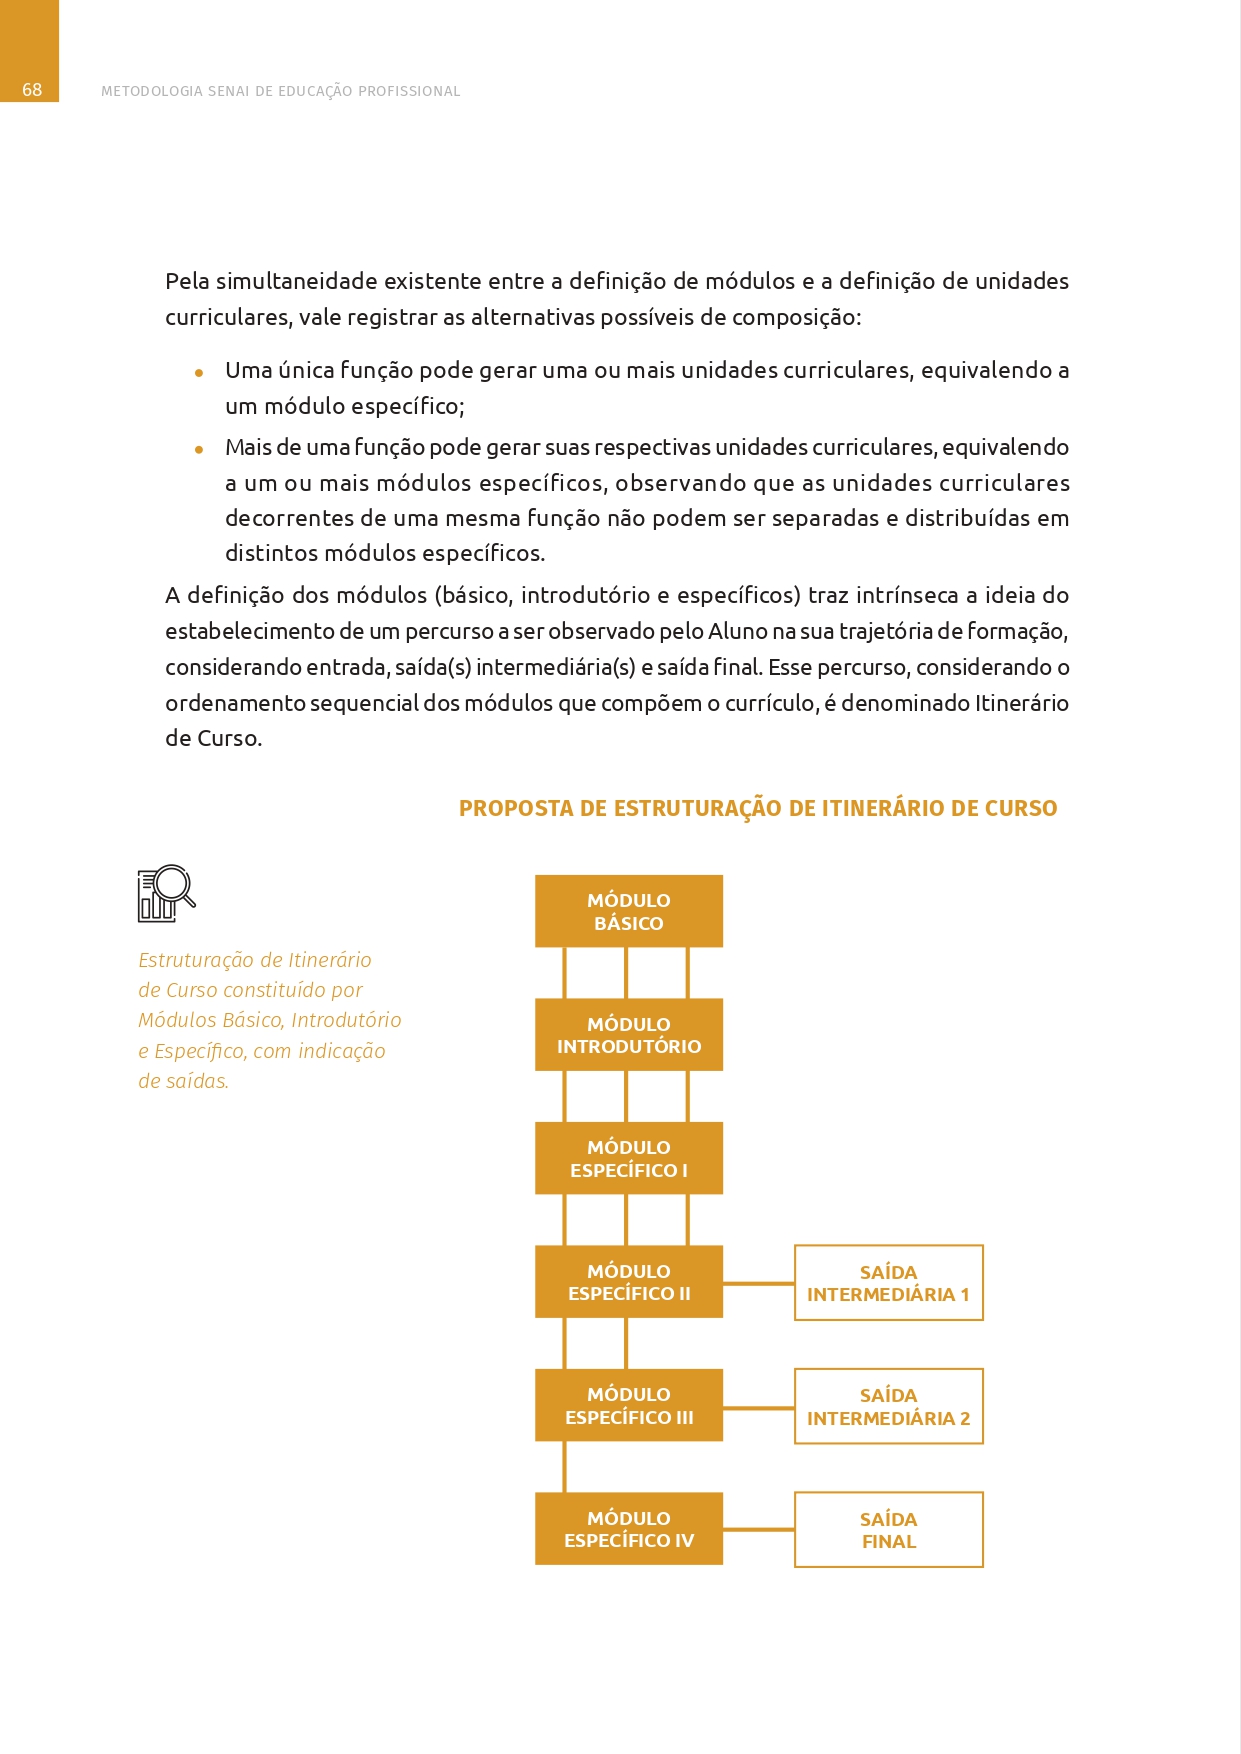 68
METODOLOGIA SENAI DE EDUCAÇÃO PROFISSIONAL
Pela simultaneidade existente entre a definição de módulos e a definição de unidades
curriculares, vale registrar as alternativas possíveis de composição:
• Uma única função pode gerar uma ou mais unidades curriculares, equivalendo a
um módulo específico;
• Mais de uma função pode gerar suas respectivas unidades curriculares, equivalendo
a um ou mais módulos específicos, observando que as unidades curriculares
decorrentes de uma mesma função não podem ser separadas e distribuídas em
distintos módulos específicos.
A definição dos módulos (básico, introdutório e específicos) traz intrínseca a ideia do
estabelecimento de um percurso a ser observado pelo Aluno na sua trajetória de formação,
considerando entrada, saída(s) intermediária(s) e saída final. Esse percurso, considerando o
ordenamento sequencial dos módulos que compõem o currículo, é denominado Itinerário
de Curso.
PROPOSTA DE ESTRUTURAÇÃO DE ITINERÁRIO DE CURSO
Estruturação de Itinerário
de Curso constituído por
Módulos Básico, Introdutório
e Específico, com indicação
de saídas.
MÓDULO
BÁSICO
MÓDULO
INTRODUTÓRIO
MÓDULO
ESPECÍFICO I
MÓDULO
ESPECÍFICO II
SAÍDA
INTERMEDIÁRIA 1
MÓDULO
ESPECÍFICO III
SAÍDA
INTERMEDIÁRIA 2
MÓDULO
ESPECÍFICO IV
SAÍDA
FINAL